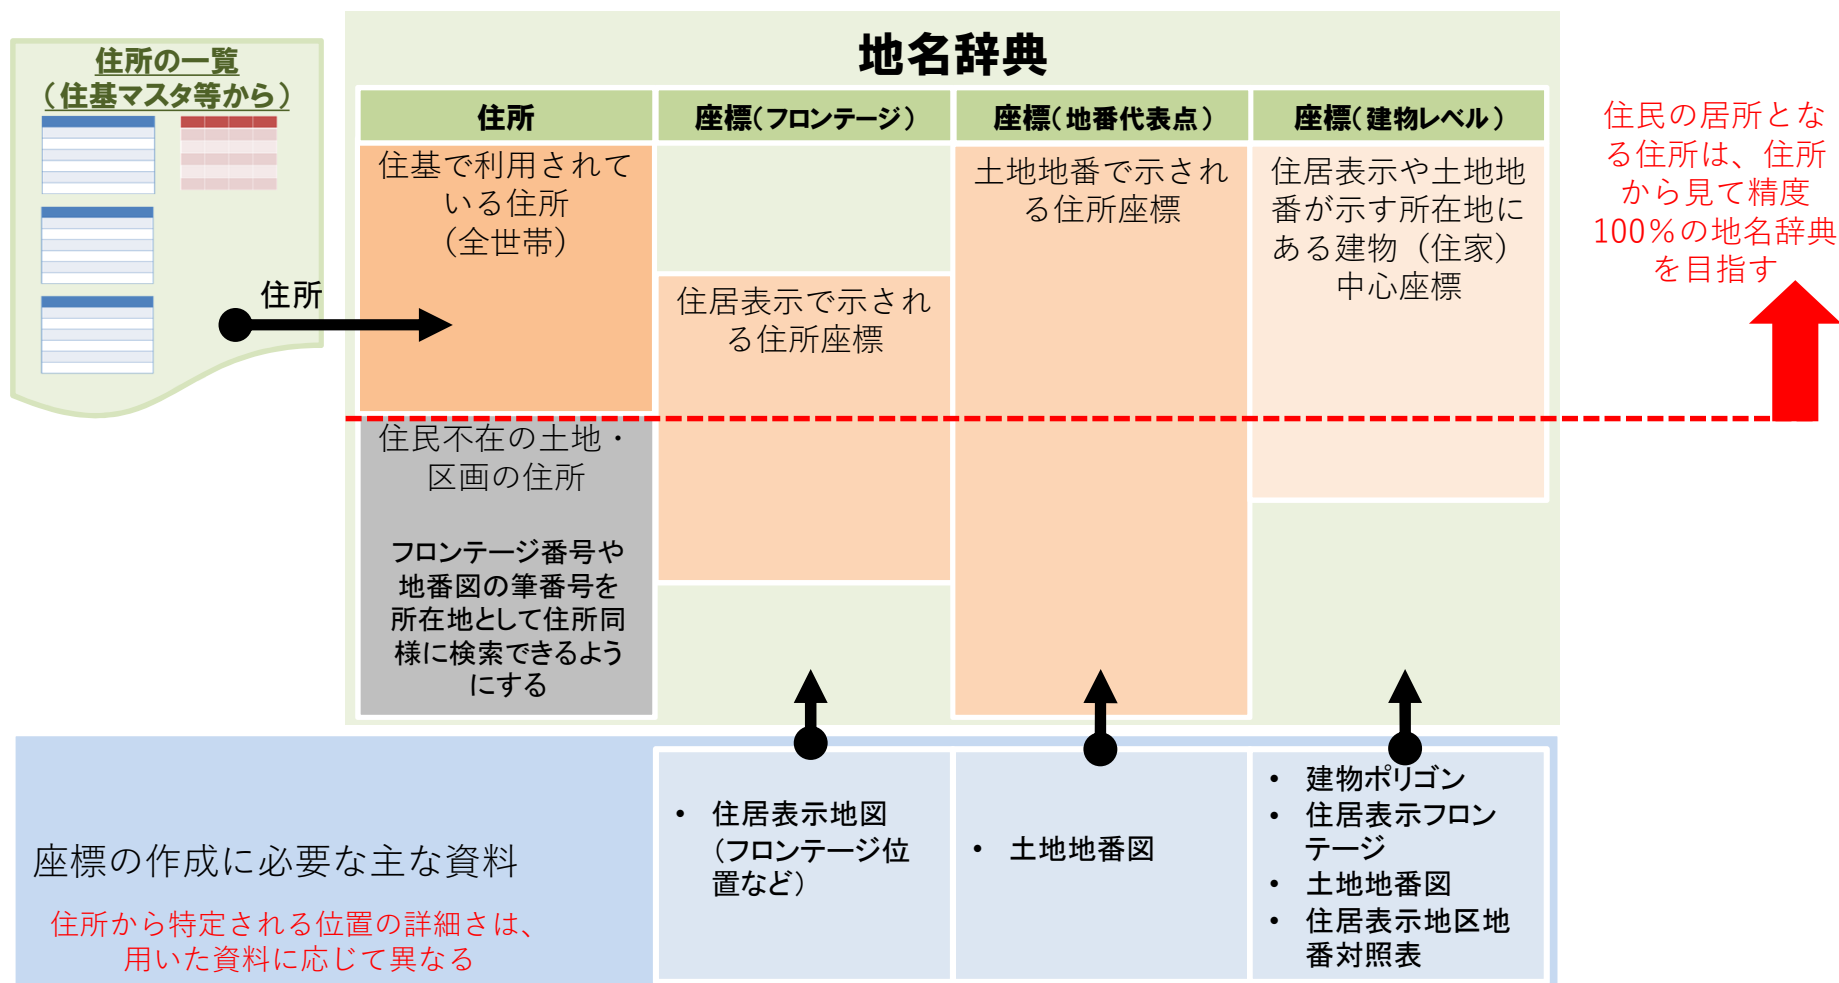 地名辞典
住所の一覧
（住基マスタ等から）
住所
住所
座標（フロンテージ）
座標（地番代表点）
座標（建物レベル）
住基で利用されて
いる住所
（全世帯）
住居表示で示され
る住所座標
土地地番で示され
る住所座標
住居表示や土地地
番が示す所在地に
ある建物（住家）
中心座標
住民の居所とな
る住所は、住所
から見て精度
100％の地名辞典
を目指す
住民不在の土地・
区画の住所
フロンテージ番号や
地番図の筆番号を
所在地として住所同
様に検索できるよう
にする
座標の作成に必要な主な資料
住所から特定される位置の詳細さは、
用いた資料に応じて異なる
• 住居表示地図
（フロンテージ位
置など）
• 土地地番図
• 建物ポリゴン
• 住居表示フロン
テージ
• 土地地番図
• 住居表示地区地
番対照表